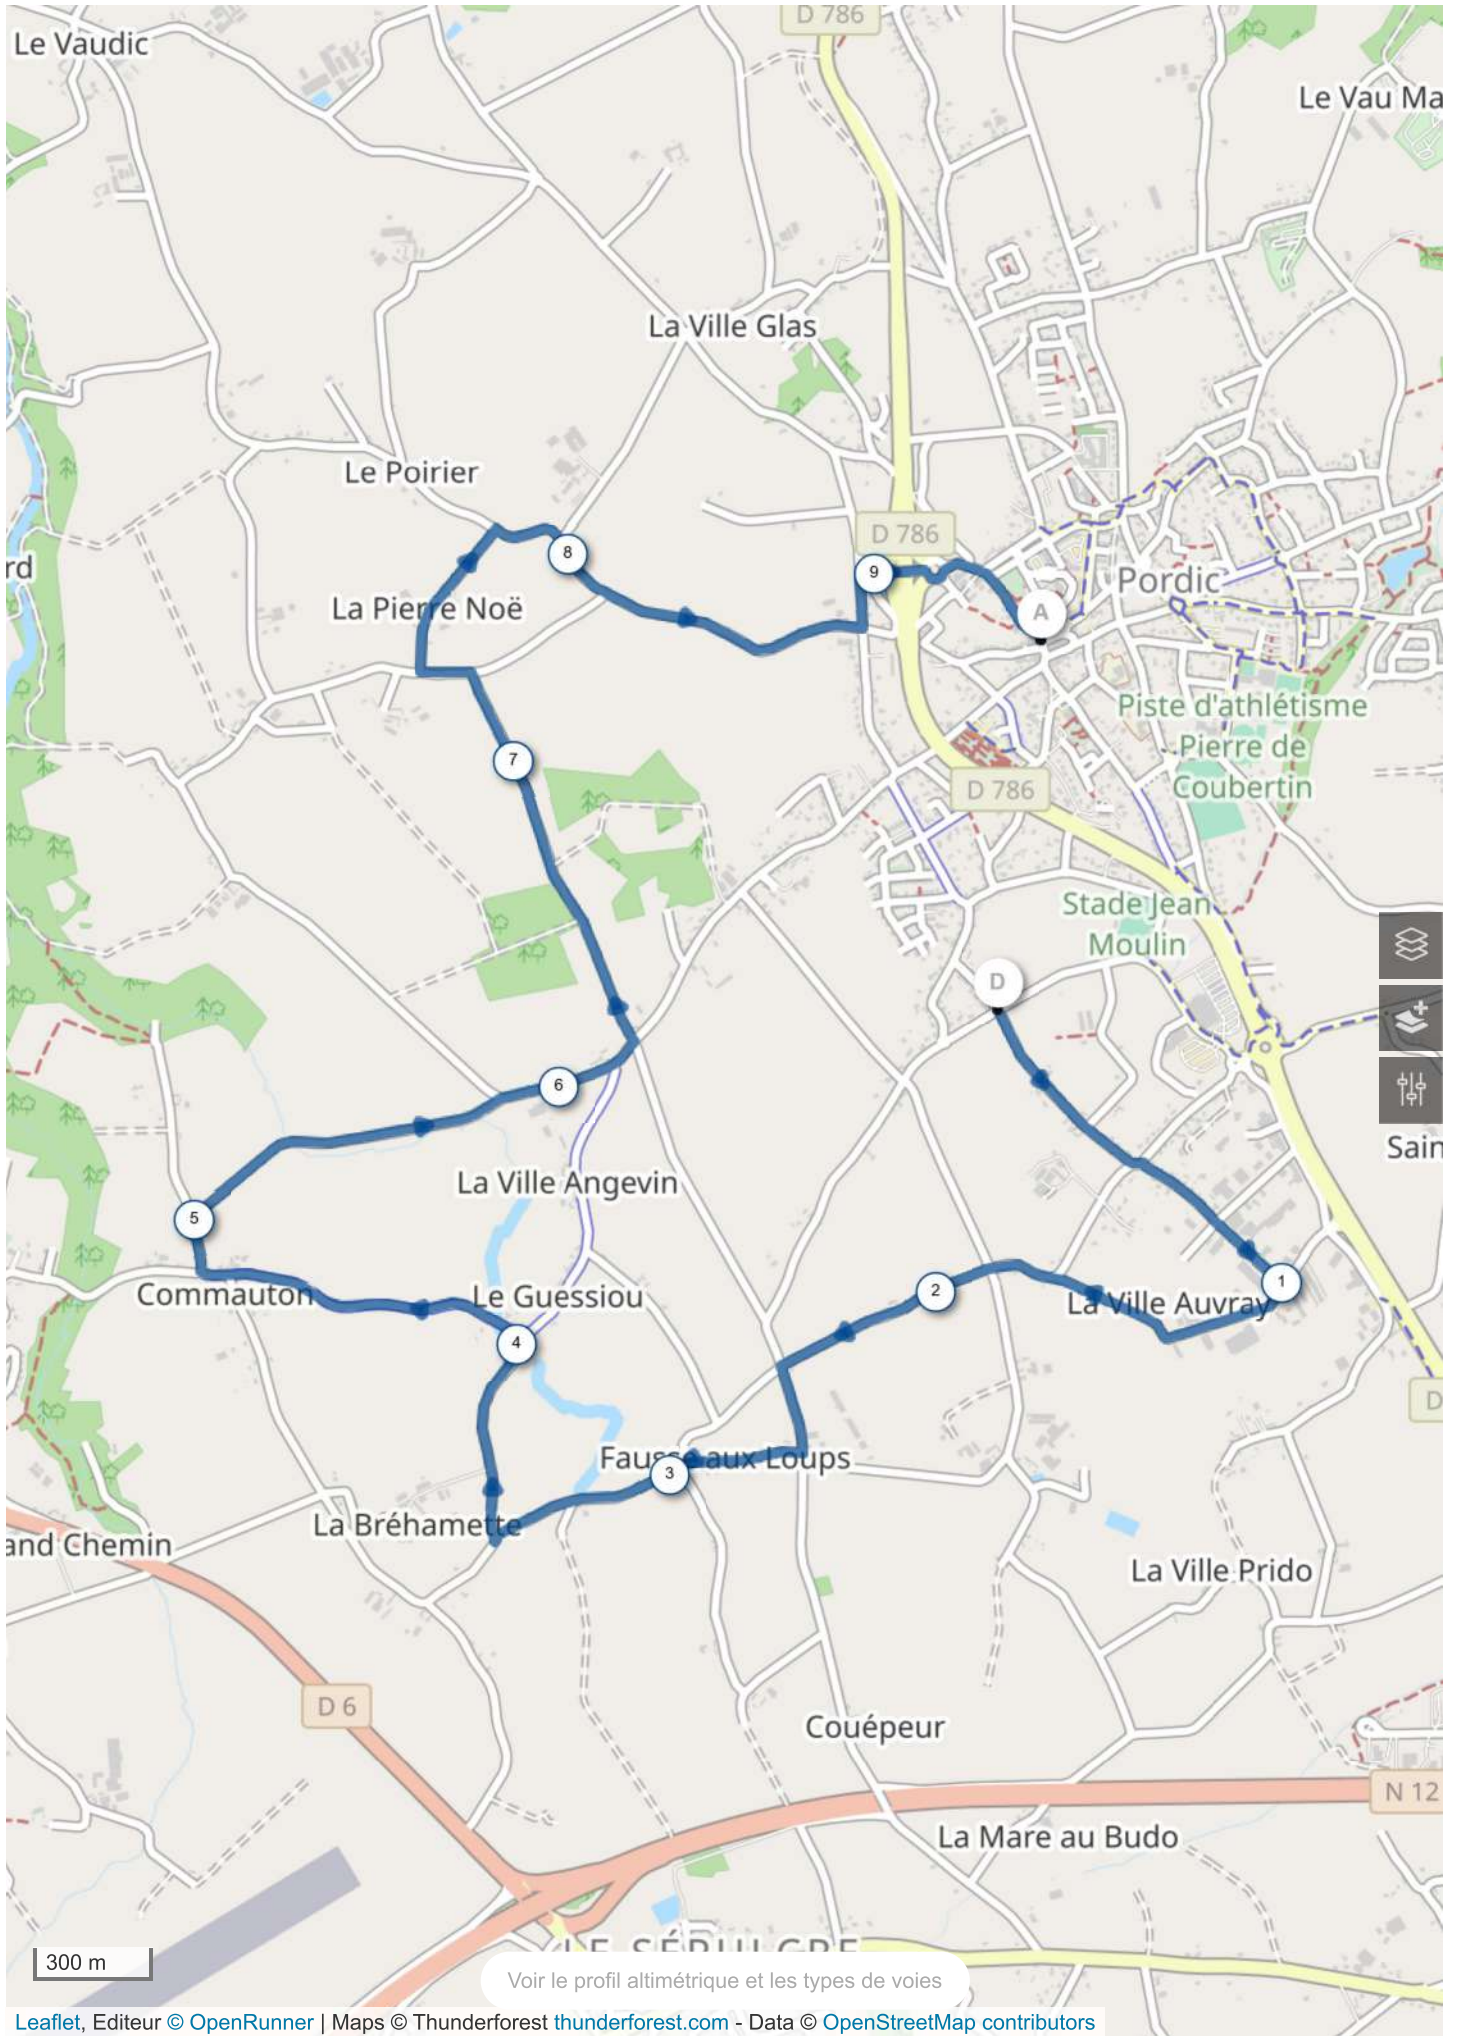 D 786
Le Vaudic
Le Vau Ma
La Ville Glas
Le Poirier
D 786
8
9
rd
La Pierre Noë
A
Pordic
Piste d'athlétisme
Pierre de
Coubertin
7
D 786
Stade Jean
Moulin
D
6
Sain
La Ville Angevin
5
Commauton
Le Guessiou
2
1
La Ville Auvray
4
D
Fausse aux Loups
3
La Bréhamette
and Chemin
La Ville Prido
D 6
Couépeur
N 12
La Mare au Budo
LE SÉPULCRE
300 m
Voir le profil altimétrique et les types de voies
Leaflet, Editeur © OpenRunner | Maps © Thunderforest thunderforest.com - Data © OpenStreetMap contributors